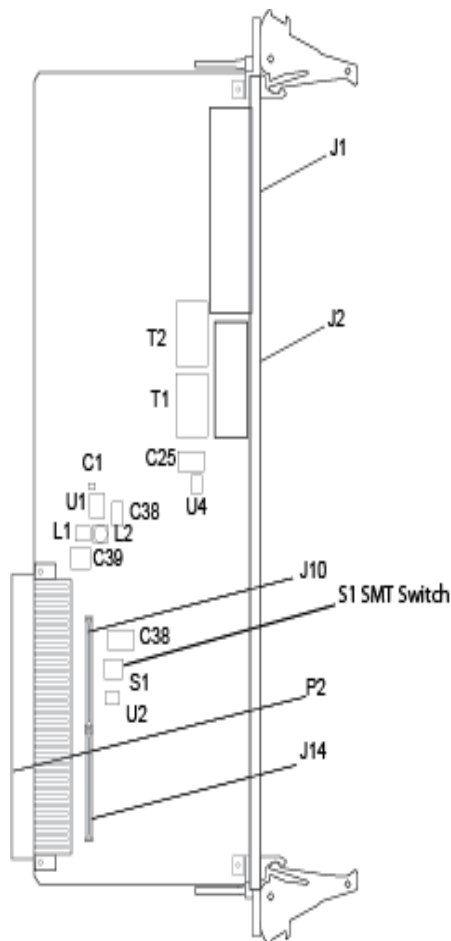 J1
J2
T2
T1
C25
C1
U4
U1
C38
L1
L2
C39
J10
S1 SMT Switch
C38
S1
P2
U2
J14